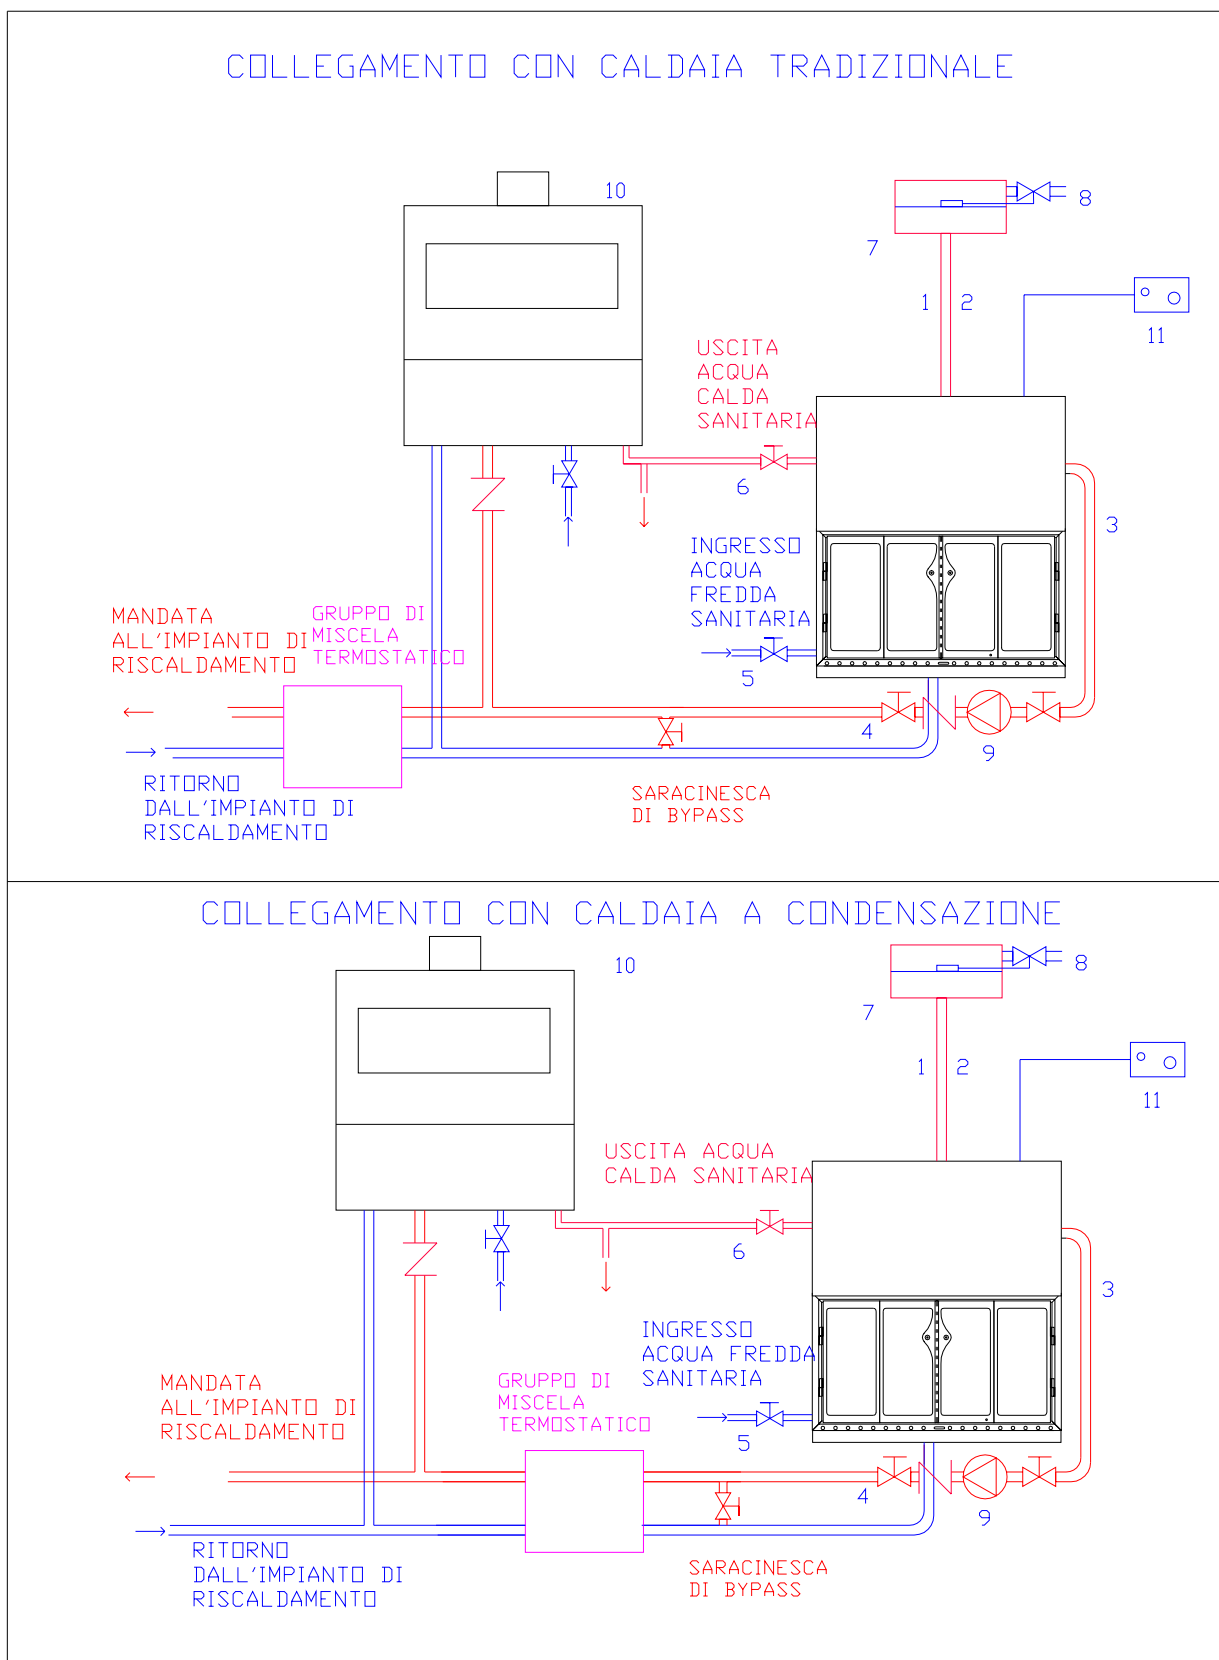 COLLEGAMENTO CON CALDAIA TRADIZIONALE
10
8
7
1
2
11
USCITA
ACQUA
CALDA
SANITARIA
6
3
INGRESSO
ACQUA
FREDDA
SANITARIA
MANDATA
ALL'IMPIANTO DI
RISCALDAMENTO
GRUPPO DI
MISCELA
TERMOSTATICO
5
4
9
RITORNO
DALL'IMPIANTO DI
RISCALDAMENTO
SARACINESCA
DI BYPASS
COLLEGAMENTO CON CALDAIA A CONDENSAZIONE
10
8
7
1
2
11
USCITA ACQUA
CALDA SANITARIA
6
3
INGRESSO
ACQUA FREDDA
SANITARIA
MANDATA
ALL'IMPIANTO DI
RISCALDAMENTO
GRUPPO DI
MISCELA
TERMOSTATICO
5
4
9
RITORNO
DALL'IMPIANTO DI
RISCALDAMENTO
SARACINESCA
DI BYPASS